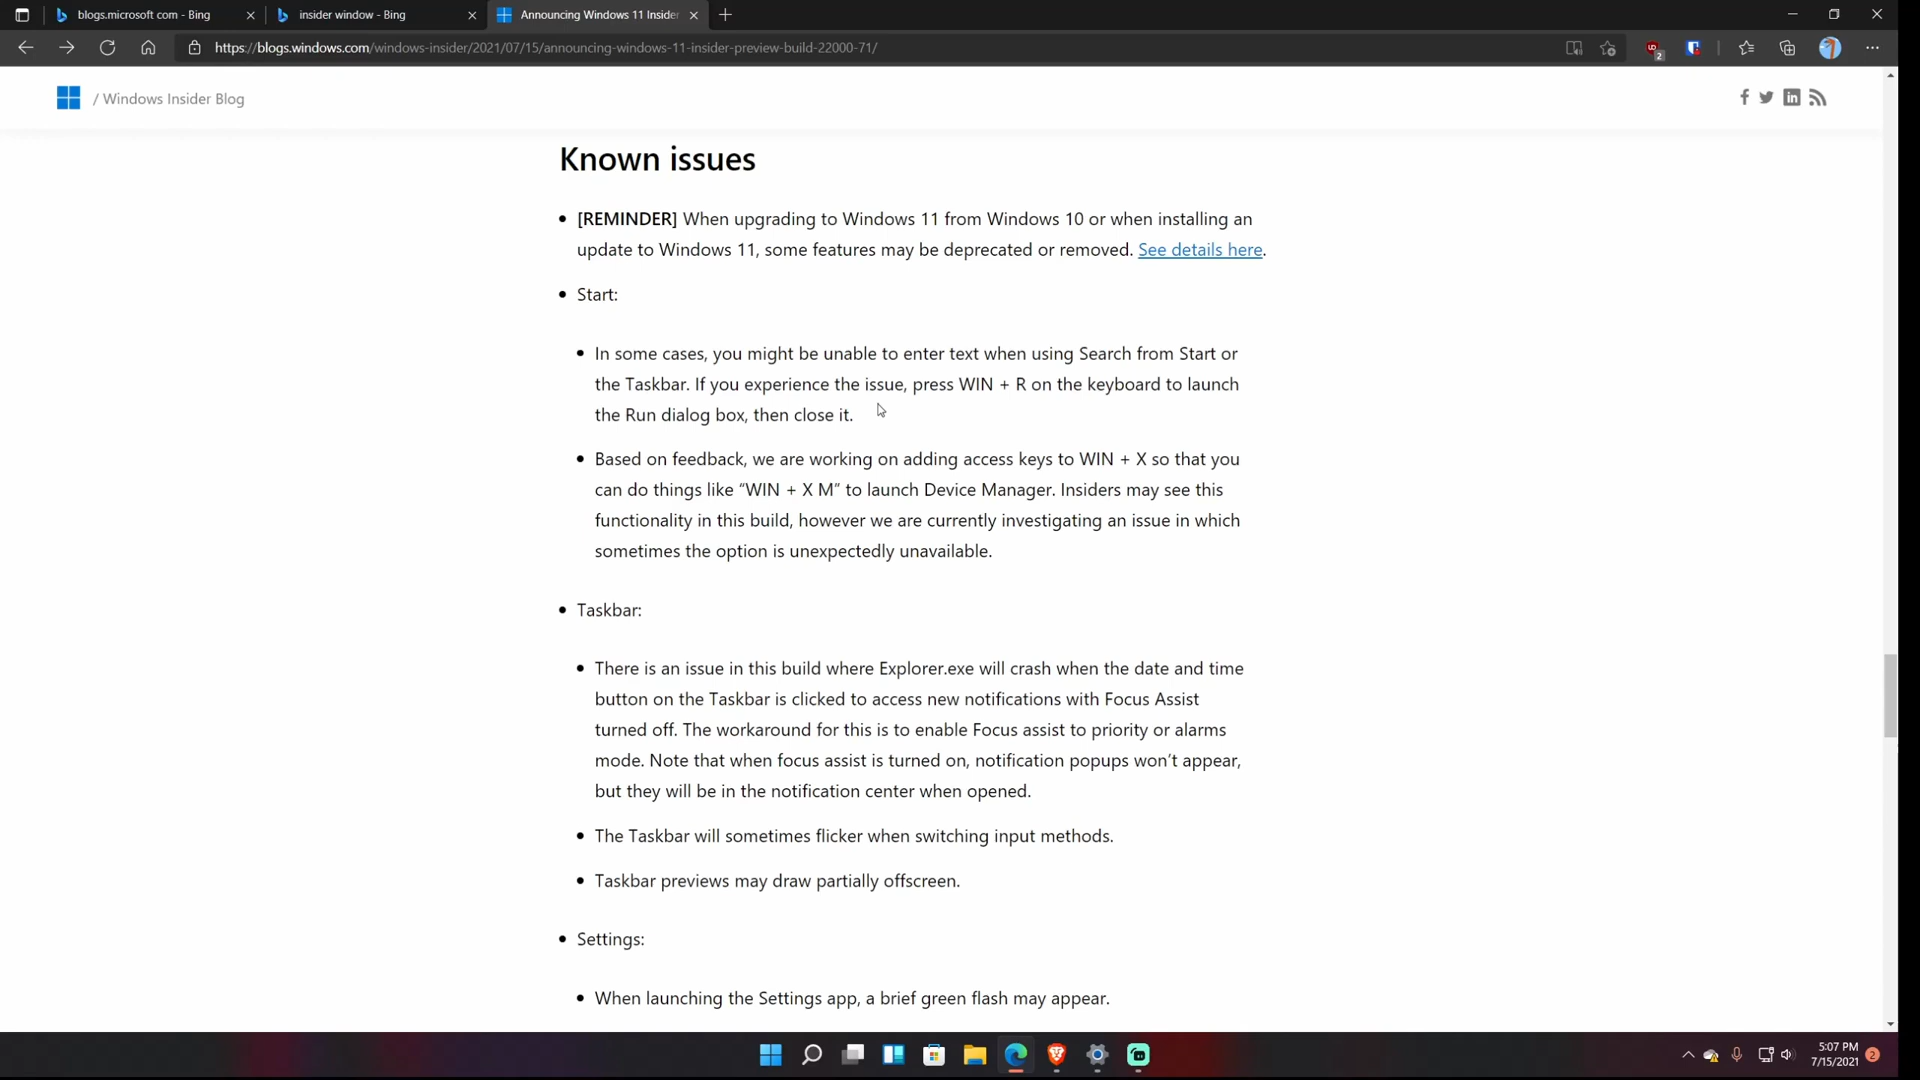 blogs.microsoft com - Bing
insider window - Bing
Announcing Windows 11 Insider
https://blogs.windows.com/windows-insider/2021/07/15/announcing-windows-11-insider-preview-build-22000-71/
2
/ Windows Insider Blog
Known issues
[REMINDER] When upgrading to Windows 11 from Windows 10 or when installing an
update to Windows 11, some features may be deprecated or removed. See details here.
Start:
In some cases, you might be unable to enter text when using Search from Start or
the Taskbar. If you experience the issue, press WIN + R on the keyboard to launch
the Run dialog box, then close it.
Based on feedback, we are working on adding access keys to WIN + X so that you
can do things like “WIN + X M” to launch Device Manager. Insiders may see this
functionality in this build, however we are currently investigating an issue in which
sometimes the option is unexpectedly unavailable.
Taskbar:
There is an issue in this build where Explorer.exe will crash when the date and time
button on the Taskbar is clicked to access new notifications with Focus Assist
turned off. The workaround for this is to enable Focus assist to priority or alarms
mode. Note that when focus assist is turned on, notification popups won’t appear,
but they will be in the notification center when opened.
The Taskbar will sometimes flicker when switching input methods.
Taskbar previews may draw partially offscreen.
Settings:
When launching the Settings app, a brief green flash may appear.
5:07 PM
7/15/2021
2